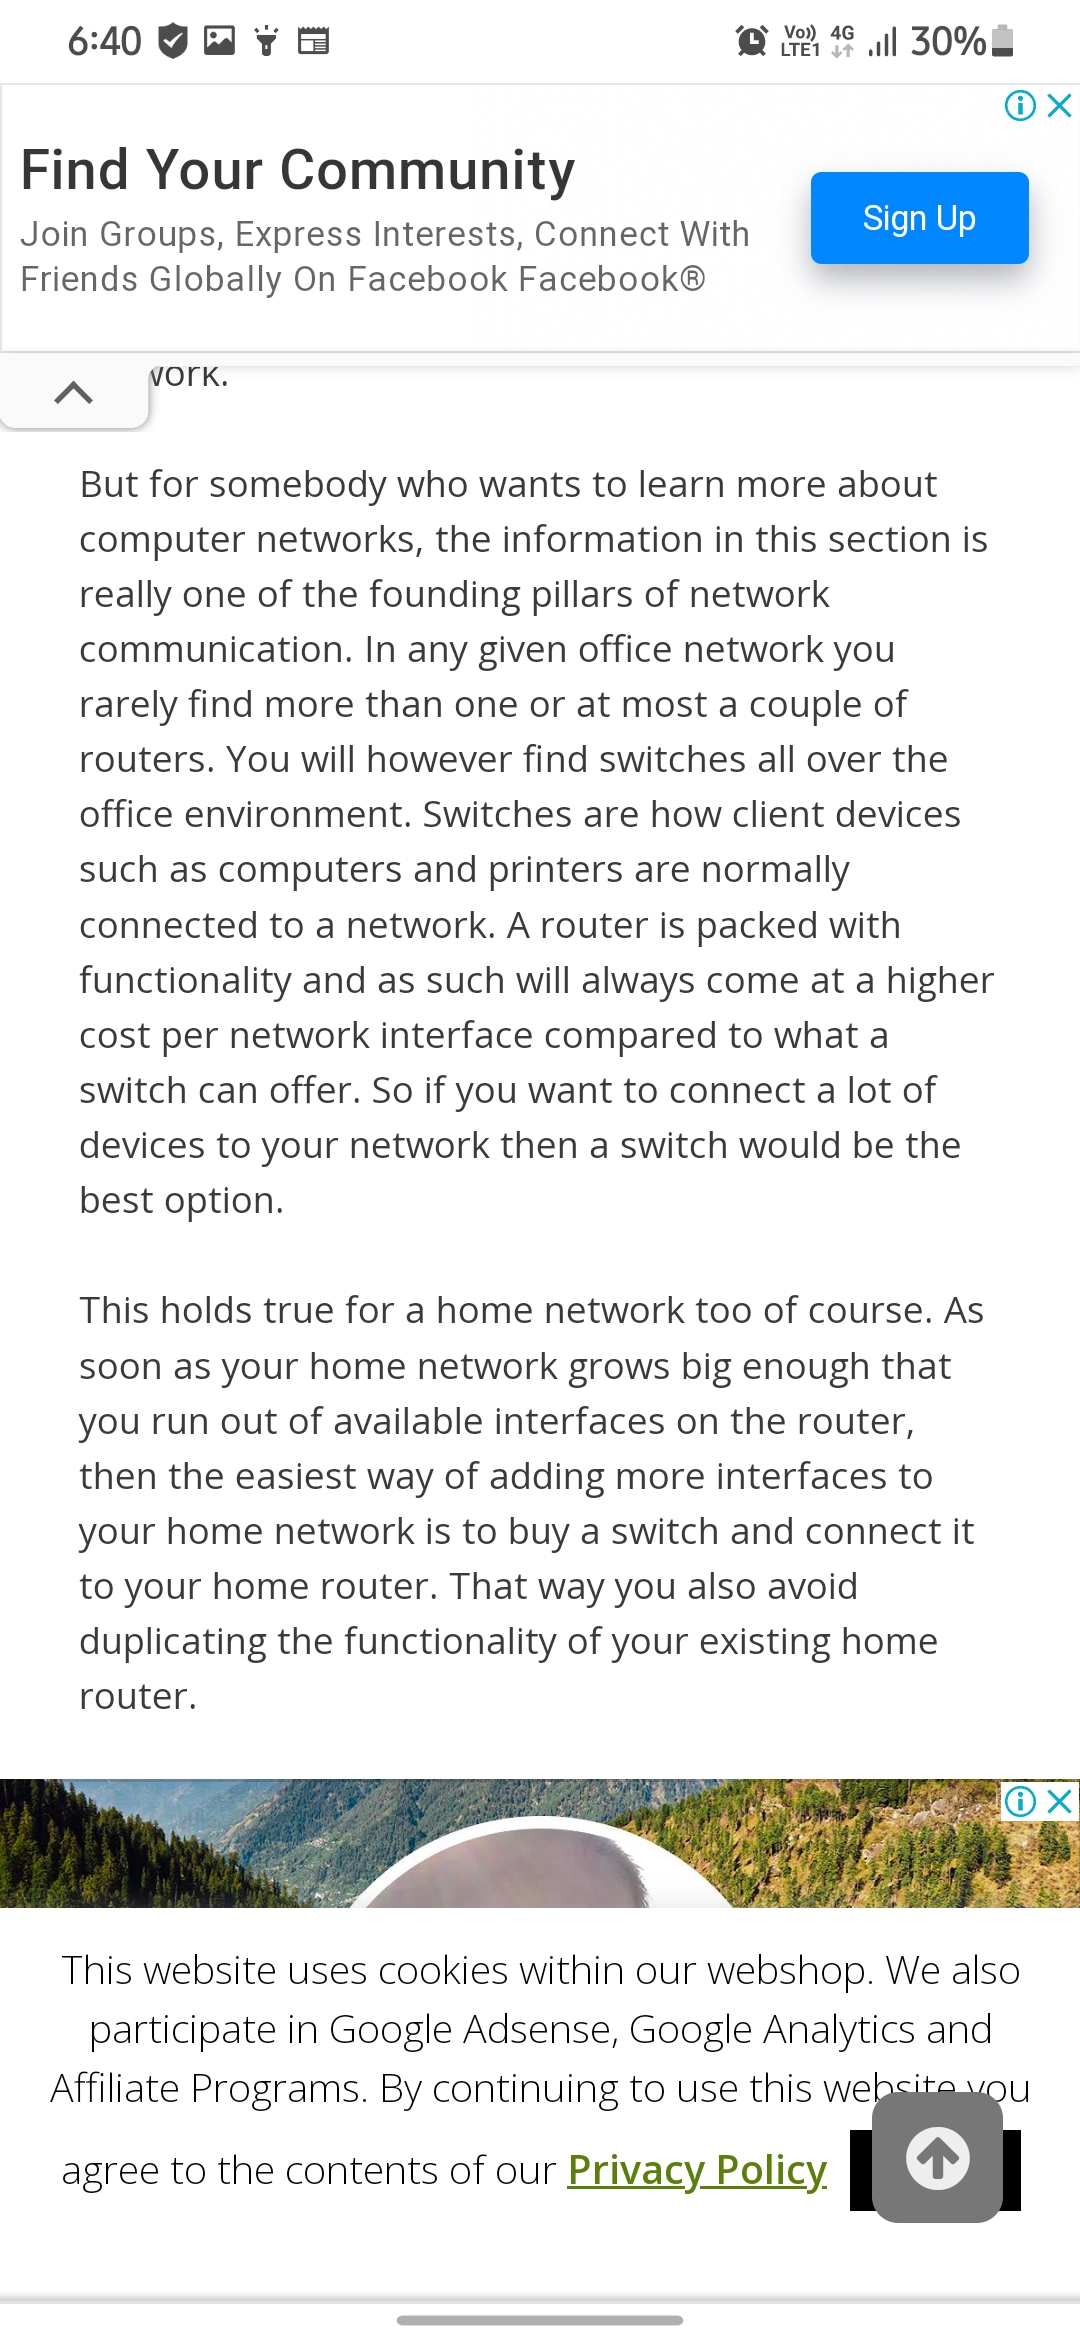 6:40 Vo)) LTE1 4G 30%
Find Your Community
Join Groups, Express Interests, Connect With
Friends Globally On Facebook Facebook®
Sign Up
work.
But for somebody who wants to learn more about
computer networks, the information in this section is
really one of the founding pillars of network
communication. In any given office network you
rarely find more than one or at most a couple of
routers. You will however find switches all over the
office environment. Switches are how client devices
such as computers and printers are normally
connected to a network. A router is packed with
functionality and as such will always come at a higher
cost per network interface compared to what a
switch can offer. So if you want to connect a lot of
devices to your network then a switch would be the
best option.
This holds true for a home network too of course. As
soon as your home network grows big enough that
you run out of available interfaces on the router,
then the easiest way of adding more interfaces to
your home network is to buy a switch and connect it
to your home router. That way you also avoid
duplicating the functionality of your existing home
router.
This website uses cookies within our webshop. We also
participate in Google Adsense, Google Analytics and
Affiliate Programs. By continuing to use this website you
agree to the contents of our Privacy Policy